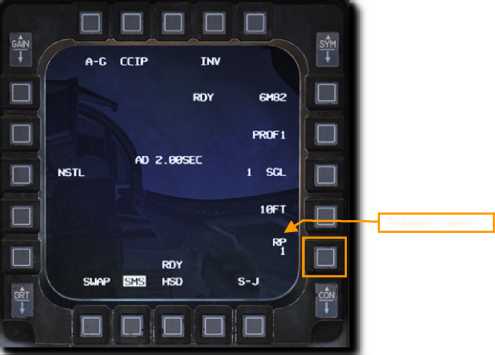 GAIN
SYM
A-G CCIP INV
RDY 6M82
PROF1
AD 2.00SEC
NSTL 1 SGL
10FT
RP
1
RDY
SWAP SMS HSD S-J
BRT CON